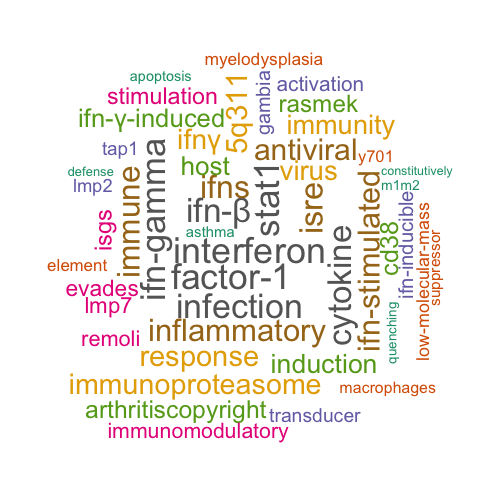 myelodysplasia
apoptosis
stimulation
5q311
gambia
activation
rasmek
ifn-γ-induced
ifnγ
immunity
tap1
antiviral
y701
defense
host
virus
constitutively
lmp2
ifns
m1m2
immune
ifn-gamma
ifn-β
stat1
isre
ifn-stimulated
cd38
ifn-inducible
low-molecular-mass
suppressor
isgs
asthma
interferon
cytokine
element
factor-1
evades
lmp7
infection
quenching
remoli
inflammatory
response
induction
immunoproteasome
macrophages
arthritiscopyright
transducer
immunomodulatory